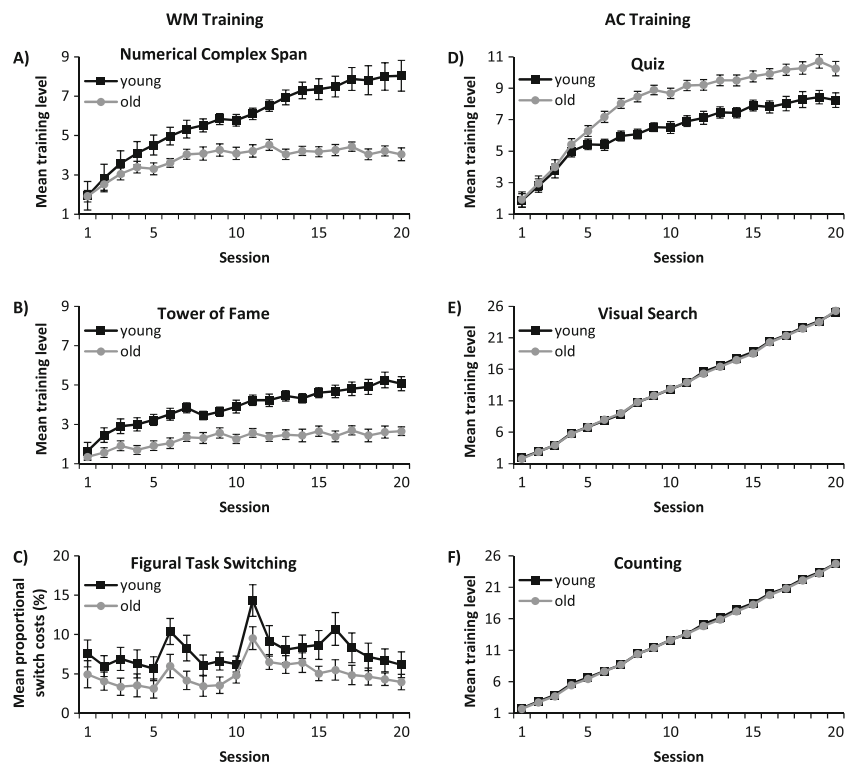 WM Training
AC Training
A)
Numerical Complex Span
young
old
Mean training level
9
7
5
3
1
1 5 10 15 20
Session
D)
Quiz
young
old
Mean training level
11
9
7
5
3
1
1 5 10 15 20
Session
B)
Tower of Fame
young
old
Mean training level
9
7
5
3
1
1 5 10 15 20
Session
E)
Visual Search
young
old
Mean training level
26
21
16
11
6
1
1 5 10 15 20
Session
C)
Figural Task Switching
young
old
Mean proportional
switch costs (%)
20
15
10
5
0
1 5 10 15 20
Session
F)
Counting
young
old
Mean training level
26
21
16
11
6
1
1 5 10 15 20
Session